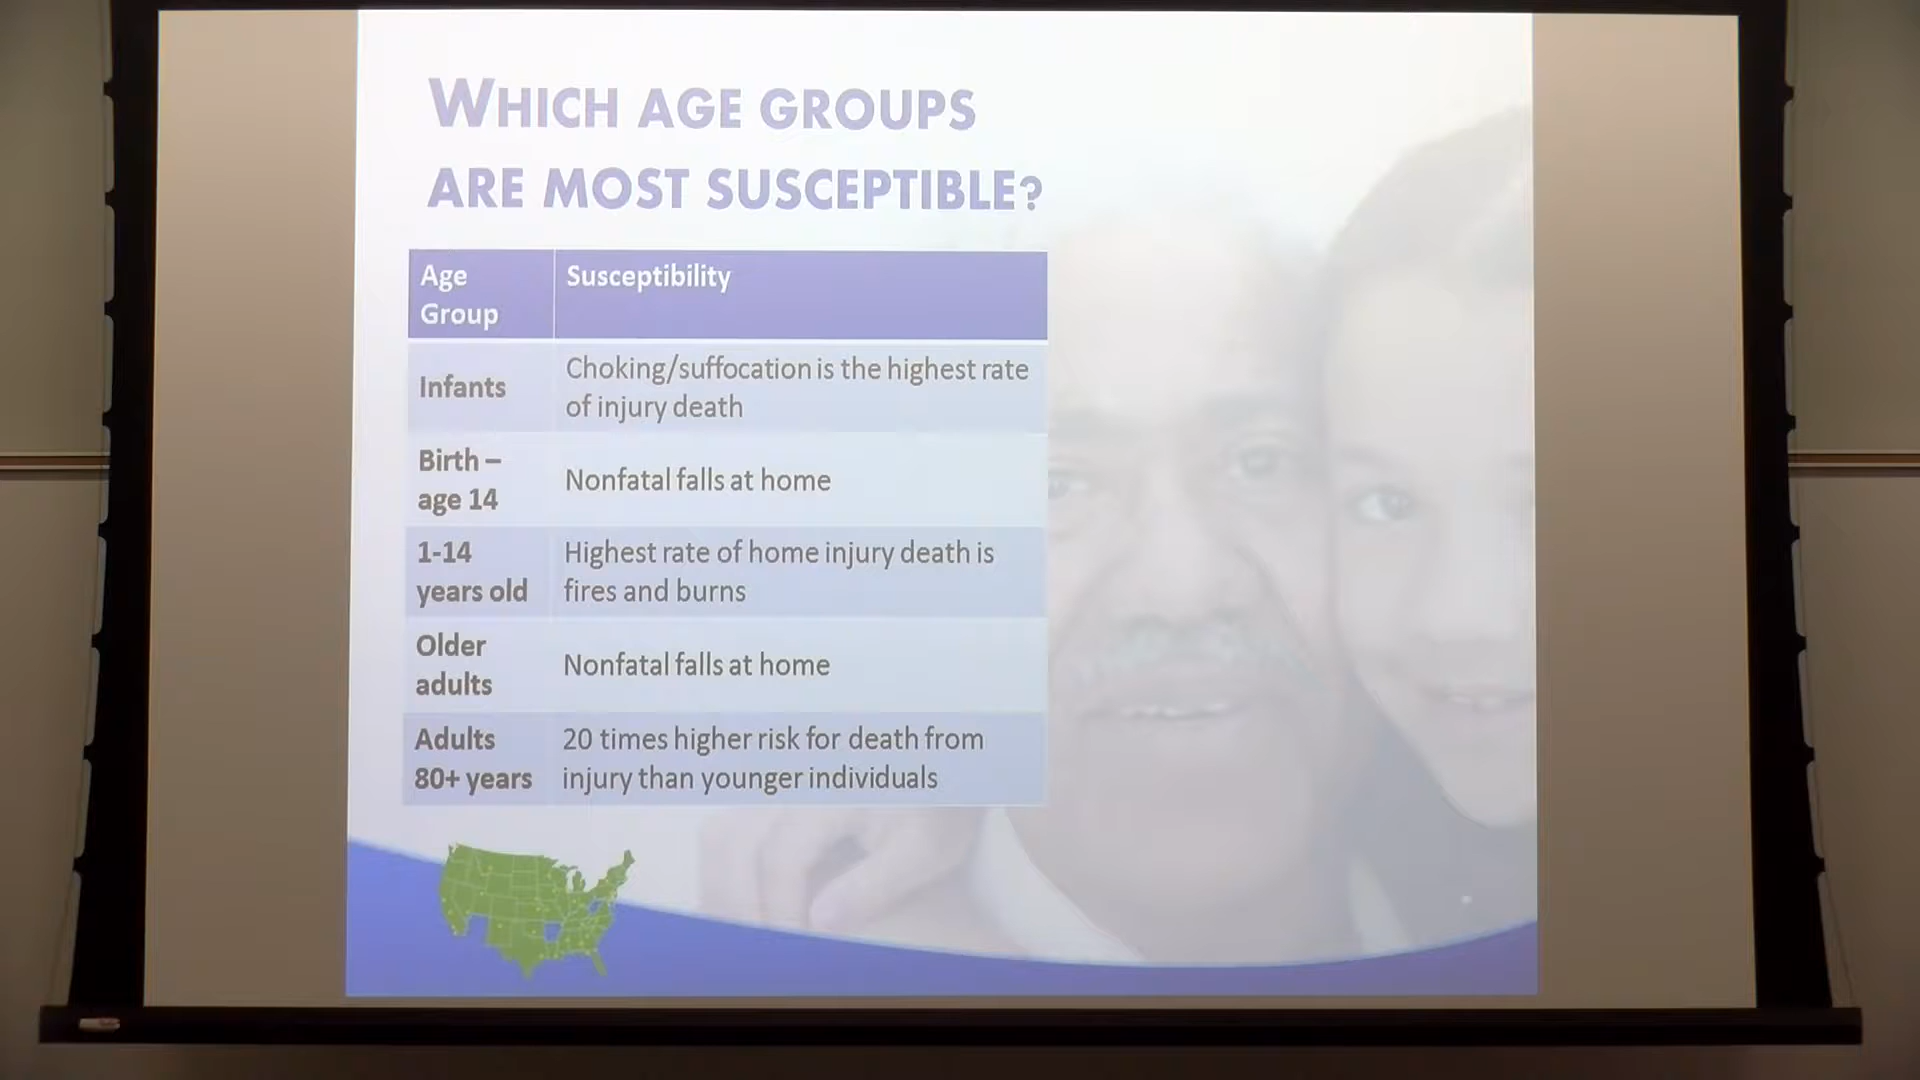 WHICH AGE GROUPS
ARE MOST SUSCEPTIBLE?
Age
Group
Susceptibility
Infants
Choking/suffocation is the highest rate
of injury death
Birth –
age 14
Nonfatal falls at home
1-14
years old
Highest rate of home injury death is
fires and burns
Older
adults
Nonfatal falls at home
Adults
80+ years
20 times higher risk for death from
injury than younger individuals